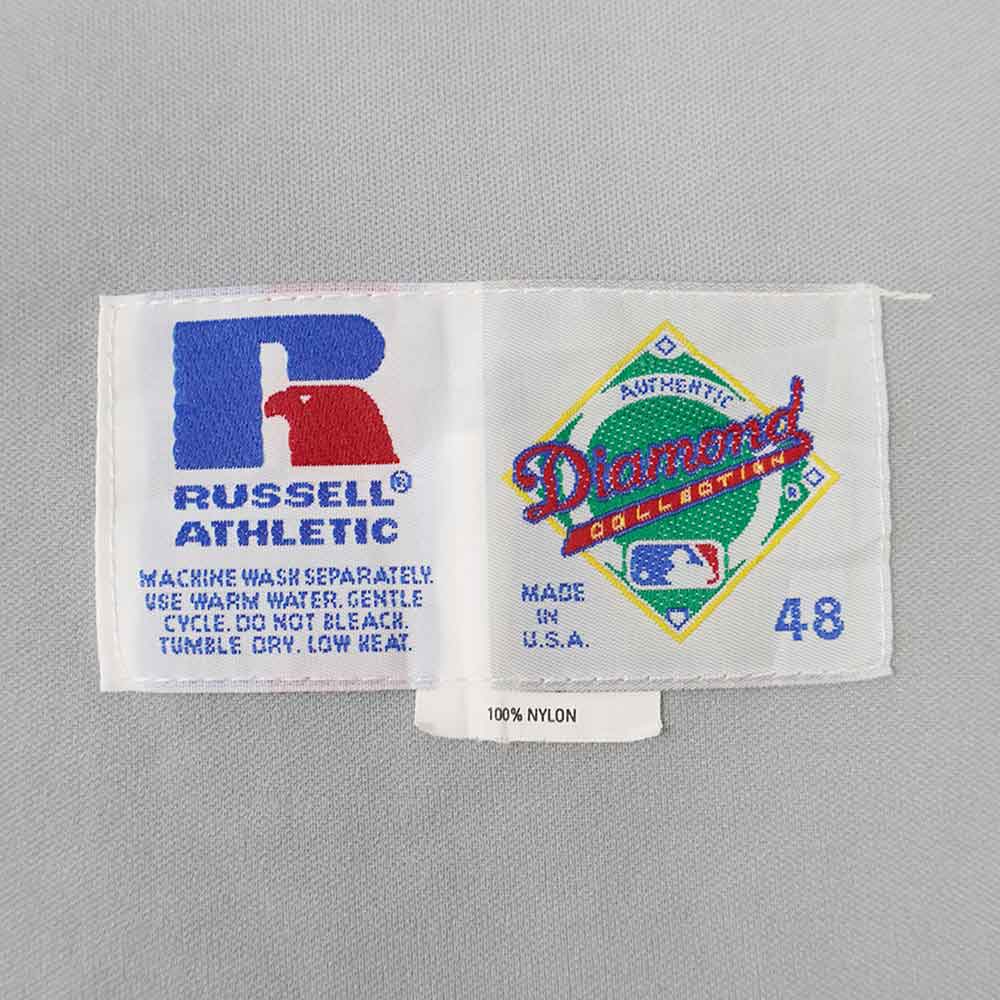 RUSSELL®
ATHLETIC
MACHINE WASH SEPARATELY.
USE WARM WATER. GENTLE
CYCLE. DO NOT BLEACH.
TUMBLE DRY. LOW HEAT.
AUTHENTIC
Diamond
COLLECTION
®
MADE
IN
U.S.A.
48
100% NYLON